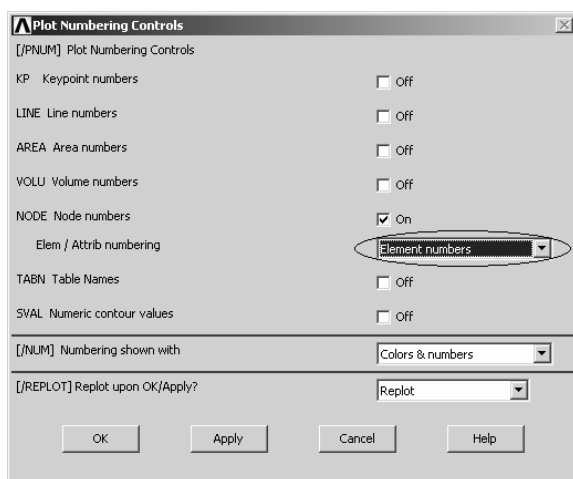 Plot Numbering Controls
[/PNUM] Plot Numbering Controls
KP Keypoint numbers Off
LINE Line numbers Off
AREA Area numbers Off
VOLU Volume numbers Off
NODE Node numbers On
Elem / Attrib numbering Element numbers
TABN Table Names Off
SVAL Numeric contour values Off
[/NUM] Numbering shown with Colors & numbers
[/REPLOT] Replot upon OK/Apply? Replot
OK Apply Cancel Help